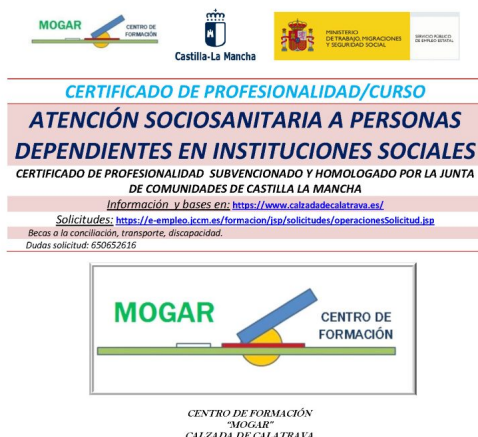 MOGAR
CENTRO DE
FORMACIÓN
Castilla-La Mancha
MINISTERIO
DE TRABAJO, MIGRACIONES
Y SEGURIDAD SOCIAL
SERVICIO PÚBLICO
DE EMPLEO ESTATAL
CERTIFICADO DE PROFESIONALIDAD/CURSO
ATENCIÓN SOCIOSANITARIA A PERSONAS
DEPENDIENTES EN INSTITUCIONES SOCIALES
CERTIFICADO DE PROFESIONALIDAD SUBVENCIONADO Y HOMOLOGADO POR LA JUNTA
DE COMUNIDADES DE CASTILLA LA MANCHA
Información y bases en: https://www.calzadadecalatrava.es/
Solicitudes: https://e-empleo.jccm.es/formacion/jsp/solicitudes/operacionesSolicitud.jsp
Becas a la conciliación, transporte, discapacidad.
Dudas solicitud: 650652616
MOGAR
CENTRO DE
FORMACIÓN
CENTRO DE FORMACIÓN
“MOGAR”
CALZADA DE CALATRAVA